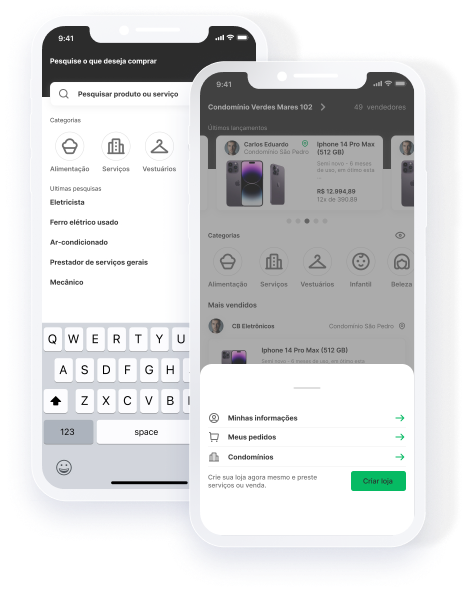 9:41
Pesquise o que deseja comprar
Pesquisar produto ou serviço
Categorias
Alimentação
Serviços
Vestuários
Últimas pesquisas
Eletricista
Ferro elétrico usado
Ar-condicionado
Prestador de serviços gerais
Mecânico
Q W E R T Y U
A S D F G H
Z X C V B
123
space
9:41
Condomínio Verdes Mares 102
49 vendedores
Últimos lançamentos
Carlos Eduardo
Condomínio São Pedro
Iphone 14 Pro Max
(512 GB)
Semi novo - 6 meses
de uso, em ótimo esta
...
R$ 12.994,89
12x de 390,89
Categorias
Alimentação
Serviços
Vestuários
Infantil
Beleza
Mais vendidos
CB Eletrônicos
Condomínio São Pedro
Iphone 14 Pro Max (512 GB)
Semi novo - 6 meses de uso, em ótimo esta
Minhas informações
Meus pedidos
Condomínios
Crie sua loja agora mesmo e preste
serviços ou venda.
Criar loja